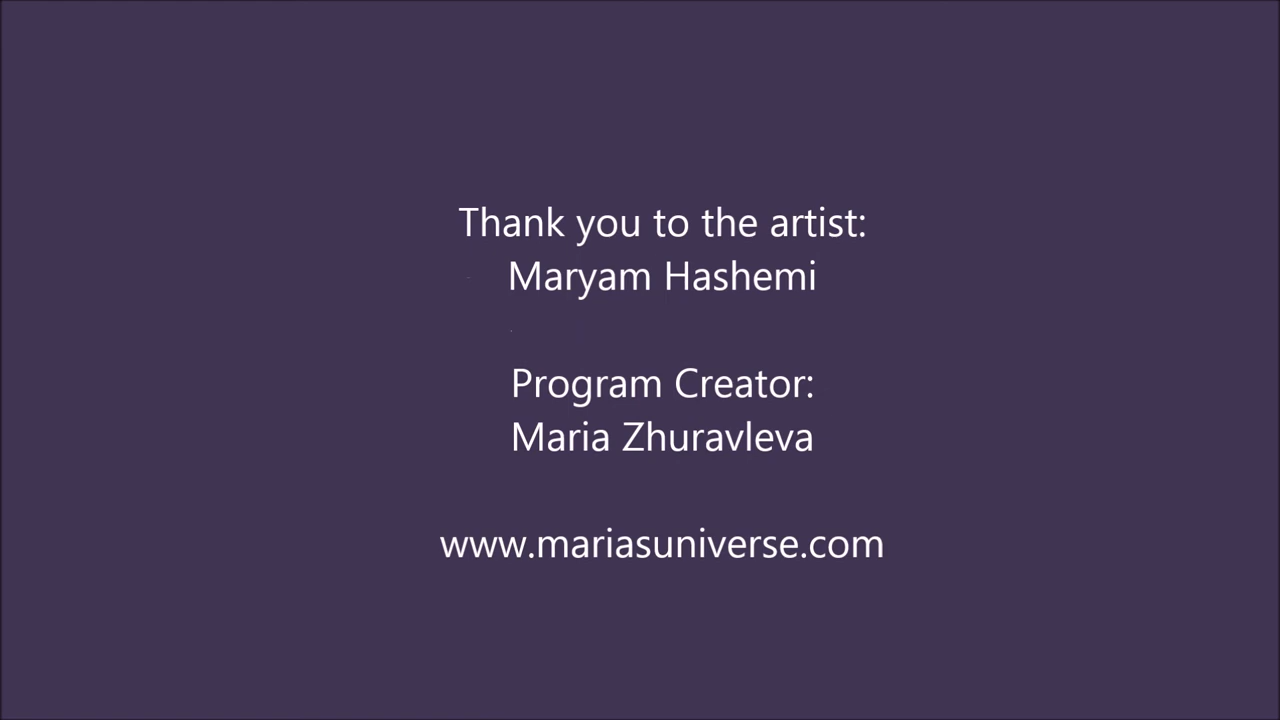 Thank you to the artist:
Maryam Hashemi
Program Creator:
Maria Zhuravleva
www.mariasuniverse.com